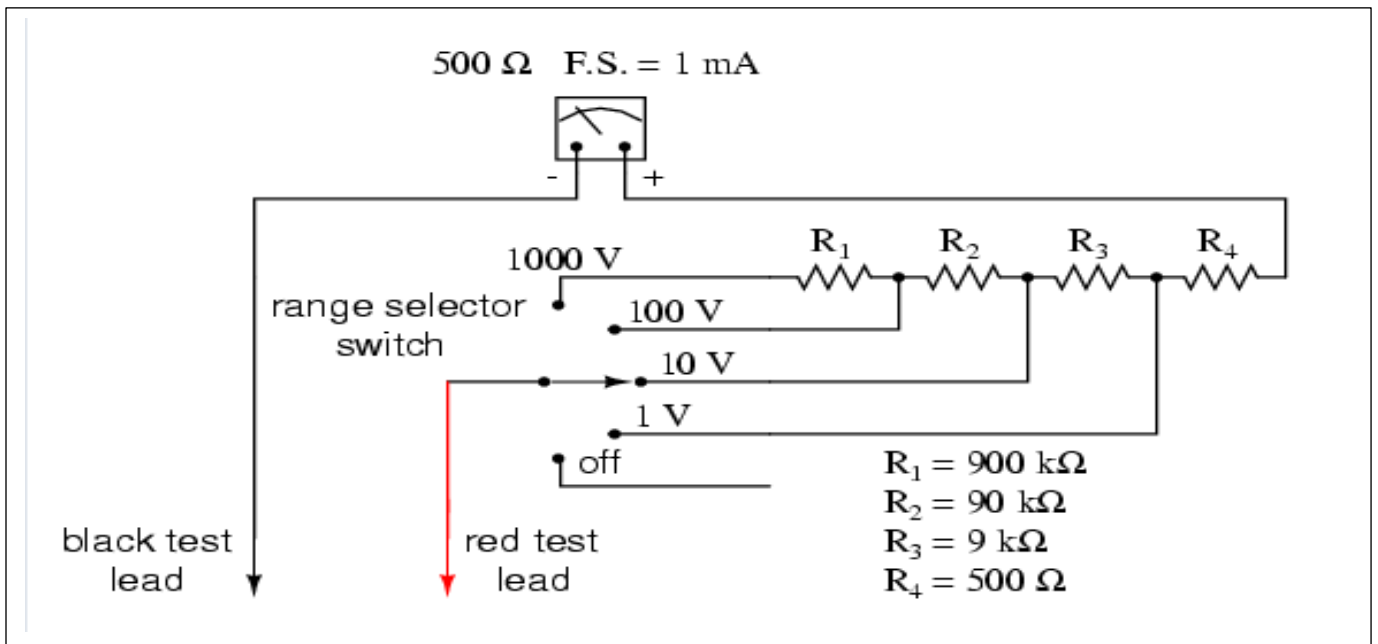 500 Ω F.S. = 1 mA
- +
R₁ R₂ R₃ R₄
1000 V
range selector
switch
100 V
10 V
1 V
off
R₁ = 900 kΩ
R₂ = 90 kΩ
R₃ = 9 kΩ
R₄ = 500 Ω
black test
lead
red test
lead